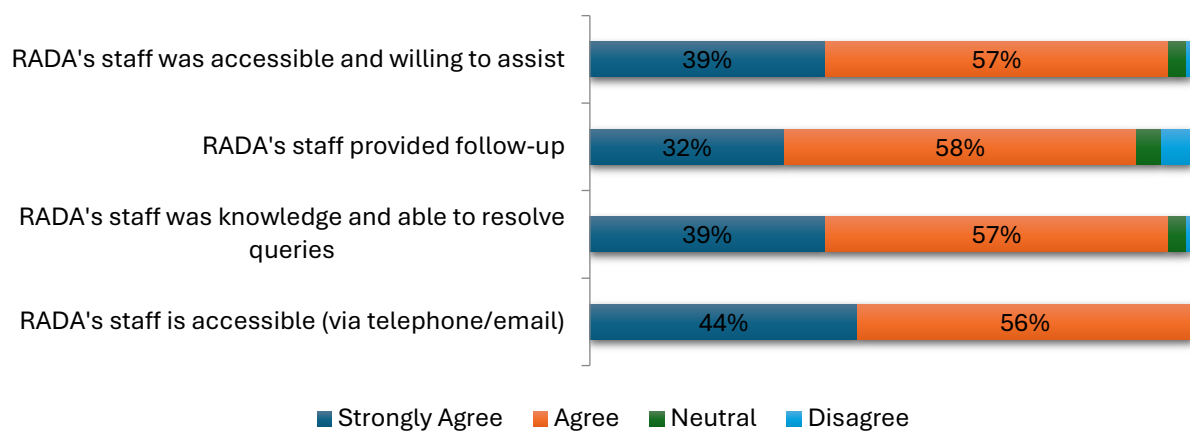 RADA's staff was accessible and willing to assist
39%
57%
RADA's staff provided follow-up
32%
58%
RADA's staff was knowledge and able to resolve
queries
39%
57%
RADA's staff is accessible (via telephone/email)
44%
56%
Strongly Agree
Agree
Neutral
Disagree